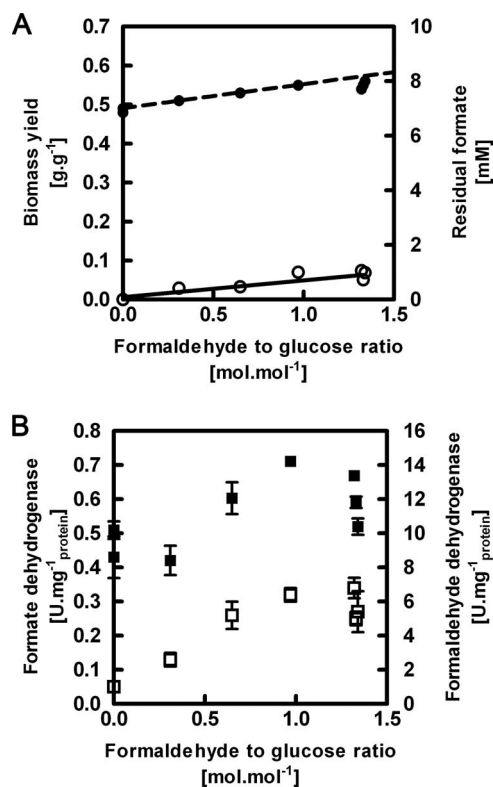 A
Biomass yield
[g.g⁻¹]
0.7
0.6
0.5
0.4
0.3
0.2
0.1
0.0
10
8
6
4
2
0
Residual formate
[mM]
0.0
0.5
1.0
1.5
Formaldehyde to glucose ratio
[mol.mol⁻¹]
B
Formate dehydrogenase
[U.mg⁻¹protein]
0.8
0.7
0.6
0.5
0.4
0.3
0.2
0.1
0.0
16
14
12
10
8
6
4
2
0
Formaldehyde dehydrogenase
[U.mg⁻¹protein]
0.0
0.5
1.0
1.5
Formaldehyde to glucose ratio
[mol.mol⁻¹]